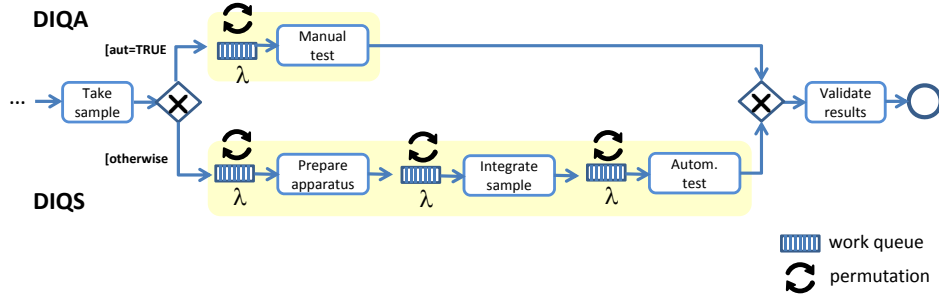 DIQA
[aut=TRUE
Manual
test
λ
...
Take
sample
Validate
results
[otherwise
Prepare
apparatus
Integrate
sample
Autom.
test
λ
λ
λ
DIQS
work queue
permutation